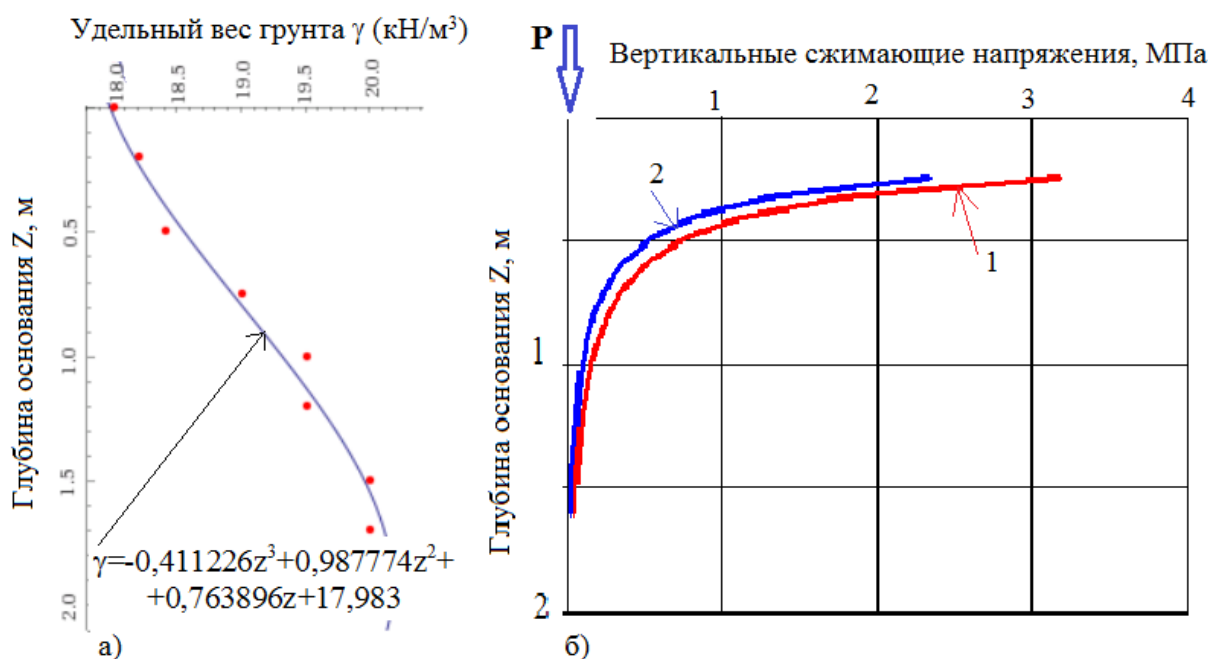 Удельный вес грунта γ (кН/м³)
18.0 18.5 19.0 19.5 20.0
Глубина основания Z, м
0.5
1.0
1.5
2.0
γ=-0,411226z³+0,987774z²+
+0,763896z+17,983
а)
P
Вертикальные сжимающие напряжения, МПа
1 2 3 4
Глубина основания Z, м
2
1
1
2
б)